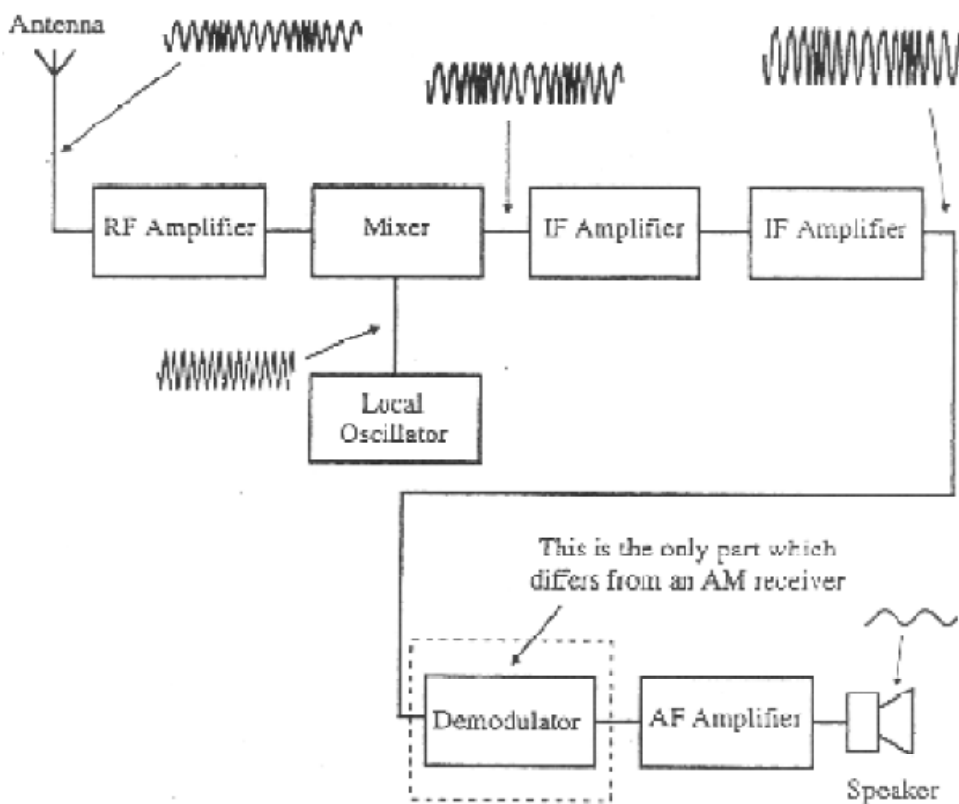 Antenna
RF Amplifier
Mixer
IF Amplifier
IF Amplifier
Local
Oscillator
This is the only part which
differs from an AM receiver
Demodulator
AF Amplifier
Speaker